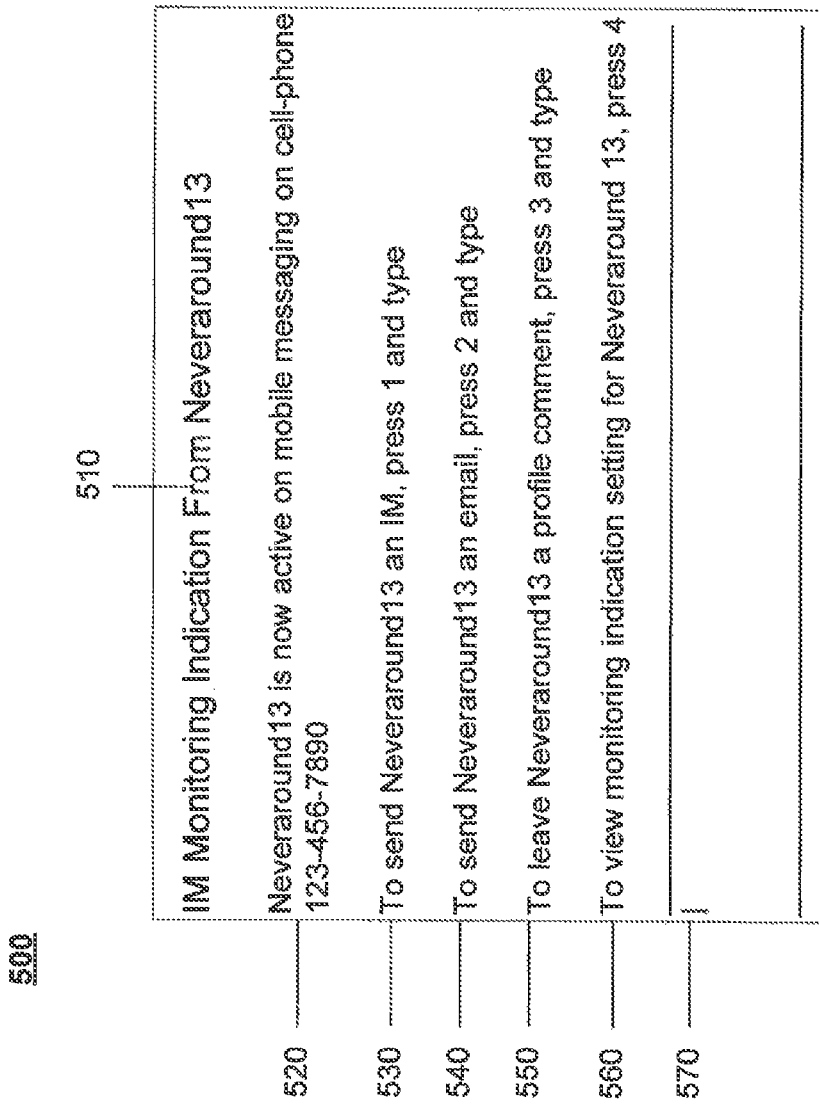 500
510
IM Monitoring Indication From Neveraround13
520
Neveraround13 is now active on mobile messaging on cell-phone
123-456-7890
530
To send Neveraround13 an IM, press 1 and type
540
To send Neveraround13 an email, press 2 and type
550
To leave Neveraround13 a profile comment, press 3 and type
560
To view monitoring indication setting for Neveraround 13, press 4
570